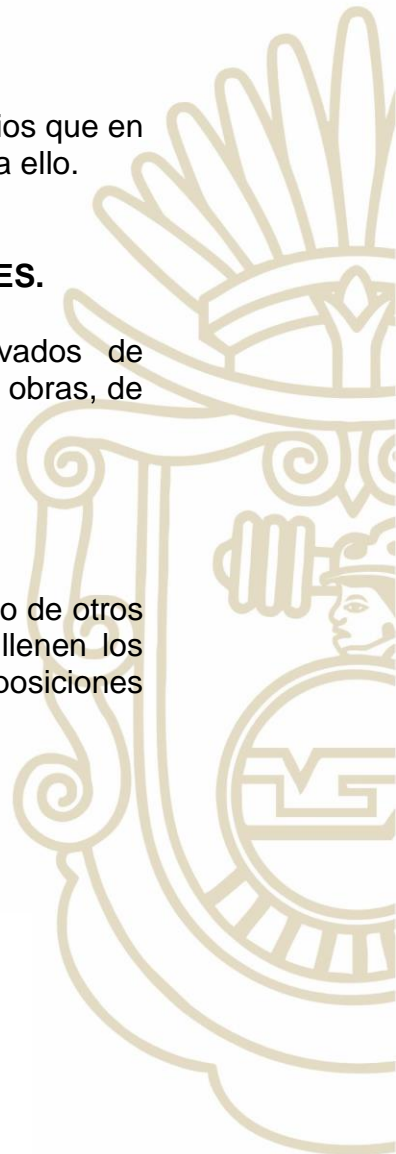 ios que en
a ello.
ES.
vados de
obras, de
o de otros
llenen los
posiciones